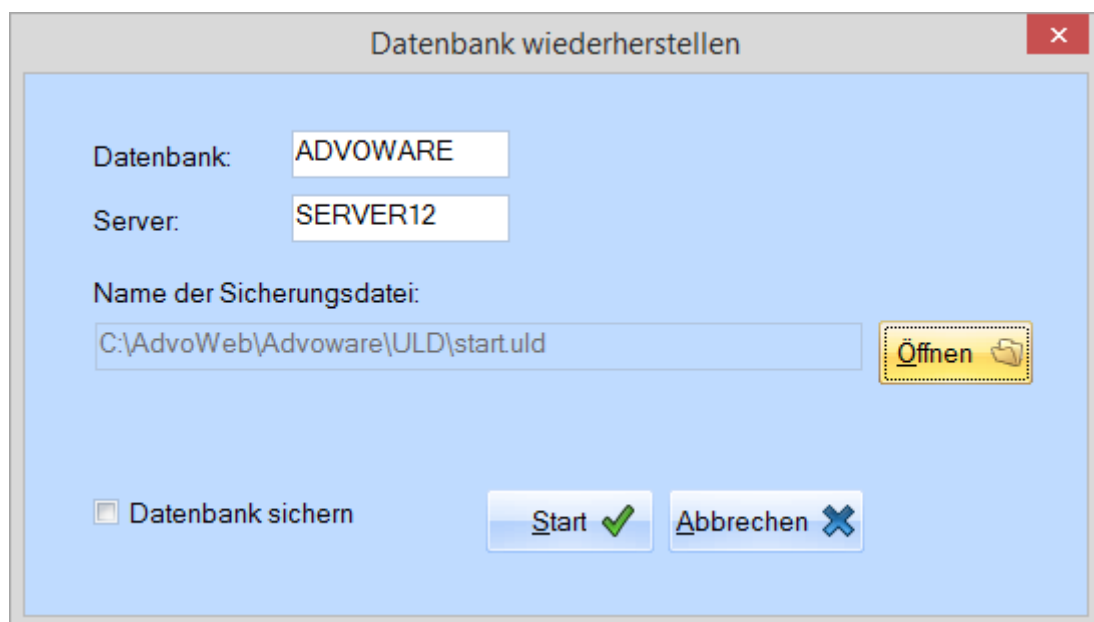 Datenbank wiederherstellen
Datenbank: ADVOWARE
Server: SERVER12
Name der Sicherungsdatei:
C:\AdvoWeb\Advoware\ULD\start.uld Öffnen
Datenbank sichern Start Abbrechen